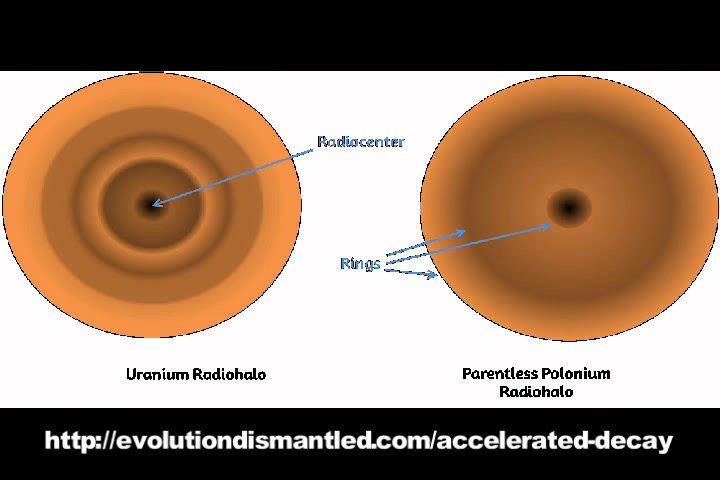 Radiocenter
Rings
Uranium Radiohalo
Parentless Polonium
Radiohalo
http://evolutiondismantled.com/accelerated-decay